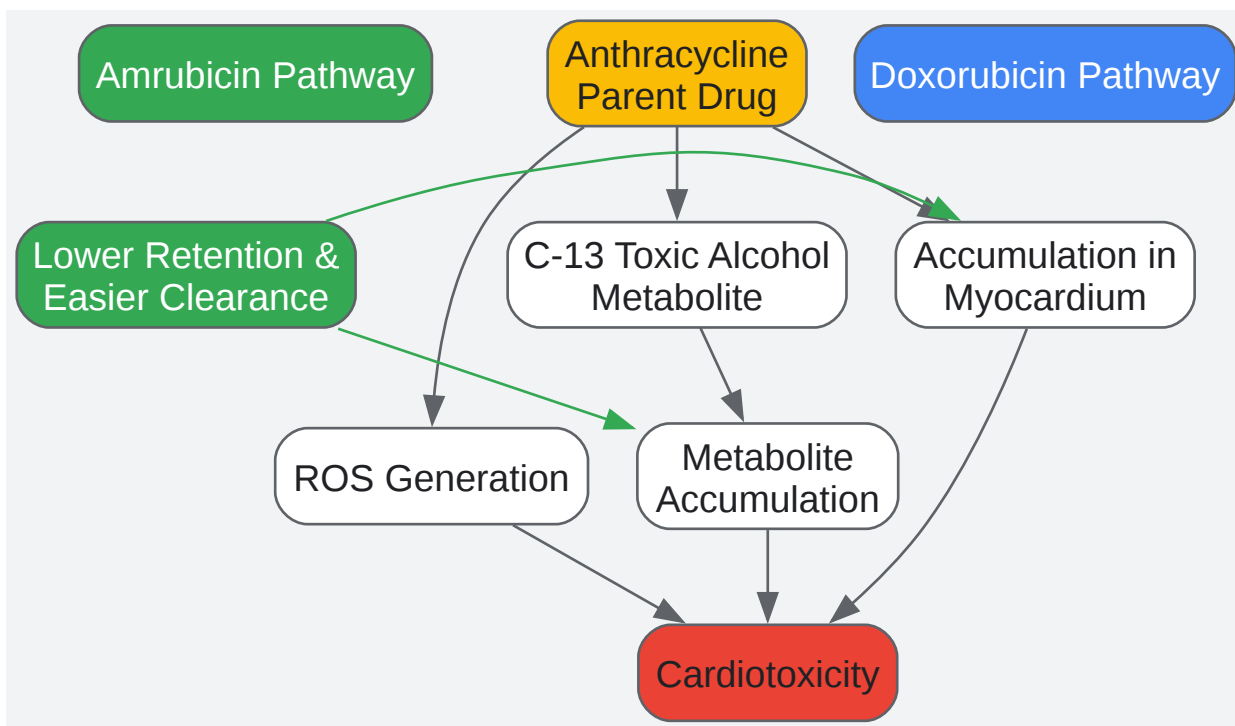 Amrubicin Pathway
Anthracycline
Parent Drug
Doxorubicin Pathway
Lower Retention &
Easier Clearance
C-13 Toxic Alcohol
Metabolite
Accumulation in
Myocardium
ROS Generation
Metabolite
Accumulation
Cardiotoxicity